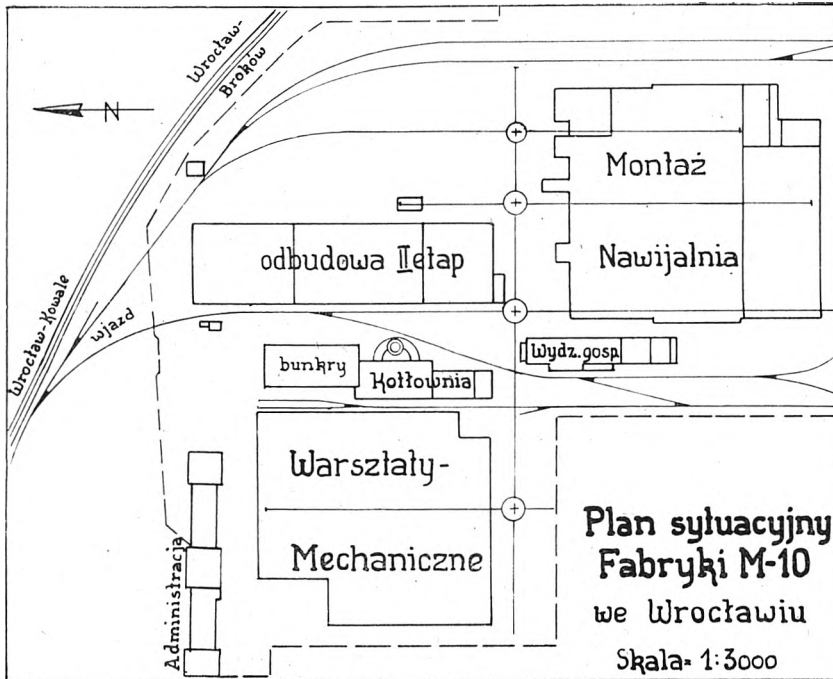 Wrocław-
Broków
N
Montaż
odbudowa II etap
Nawijalnia
Wrocław-Kowale
wjazd
bunkry
Kotłownia
Wydz. gosp.
Warsztaty-
Mechaniczne
Administracja
Plan sytuacyjny
Fabryki M-10
we Wrocławiu
Skala= 1:3000